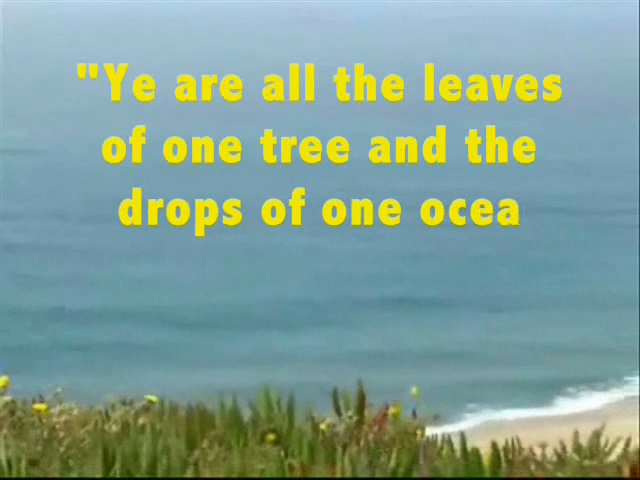 "Ye are all the leaves
of one tree and the
drops of one ocea